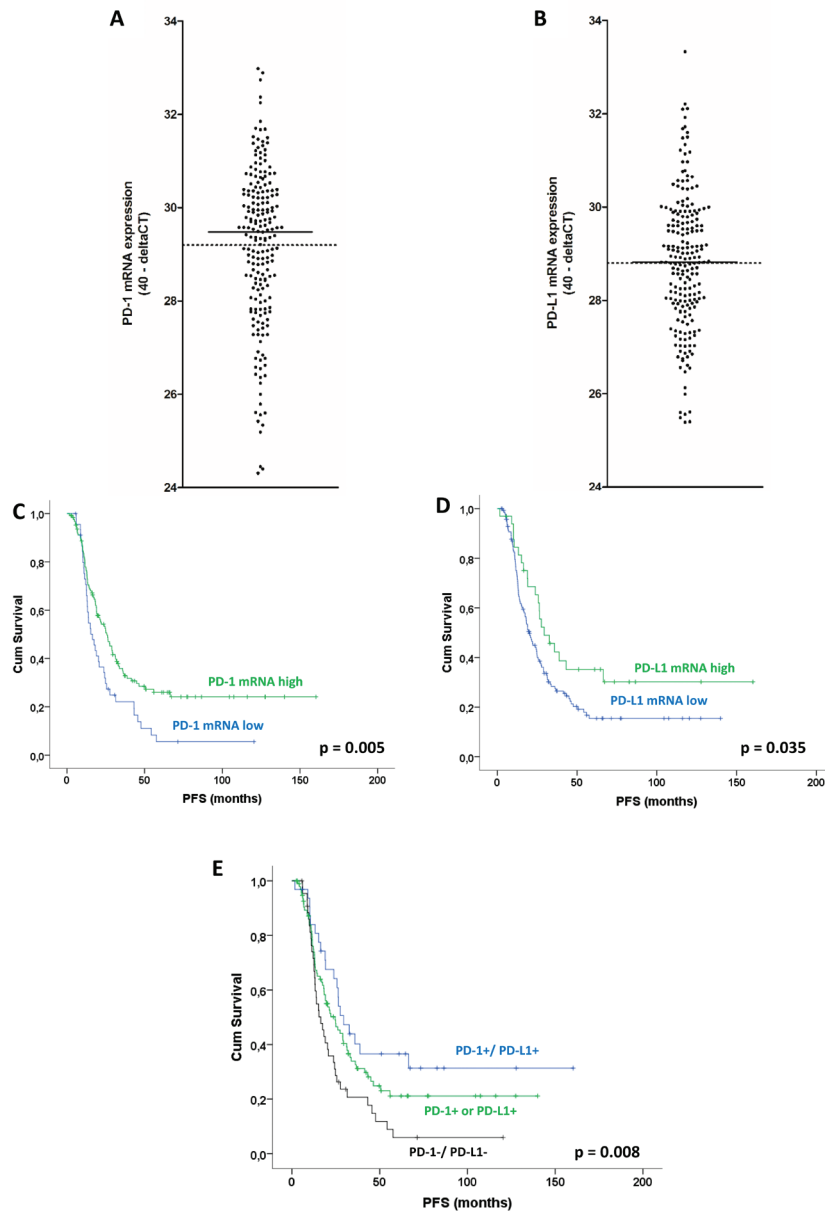 A
34
32
30
28
26
24
PD-1 mRNA expression
(40 - deltaCT)
B
34
32
30
28
26
24
PD-L1 mRNA expression
(40 - deltaCT)
C
1,0
0,8
0,6
0,4
0,2
0,0
Cum Survival
PD-1 mRNA high
PD-1 mRNA low
p = 0.005
0 50 100 150 200
PFS (months)
D
1,0
0,8
0,6
0,4
0,2
0,0
Cum Survival
PD-L1 mRNA high
PD-L1 mRNA low
p = 0.035
0 50 100 150 200
PFS (months)
E
1,0
0,8
0,6
0,4
0,2
0,0
Cum Survival
PD-1+/ PD-L1+
PD-1+ or PD-L1+
PD-1-/ PD-L1-
p = 0.008
0 50 100 150 200
PFS (months)